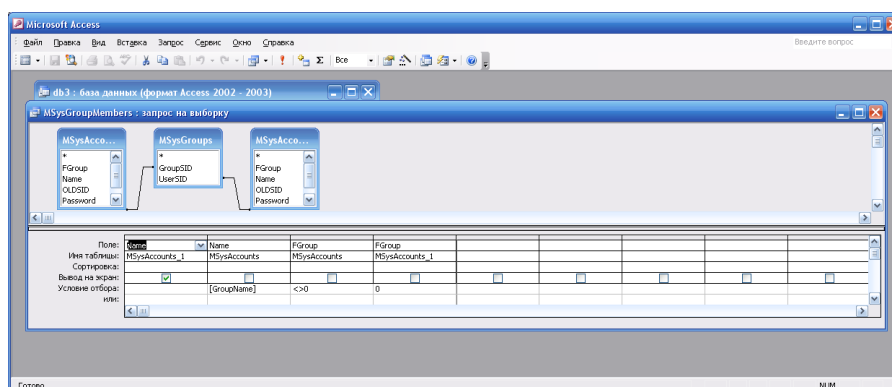 Microsoft Access
Файл Правка Вид Вставка Запрос Сервис Окно Справка
Введите вопрос
Все
db3 : база данных (формат Access 2002 - 2003)
MSysGroupMembers : запрос на выборку
MSysAcco... MSysGroups MSysAcco...
* * *
FGroup GroupSID FGroup
Name UserSID Name
OLDSID OLDSID
Password Password
Поле: Name Name FGroup FGroup
Имя таблицы: MSysAccounts_1 MSysAccounts MSysAccounts MSysAccounts_1
Сортировка:
Вывод на экран:
Условие отбора: [GroupName] <>0 0
или:
Готово NUM